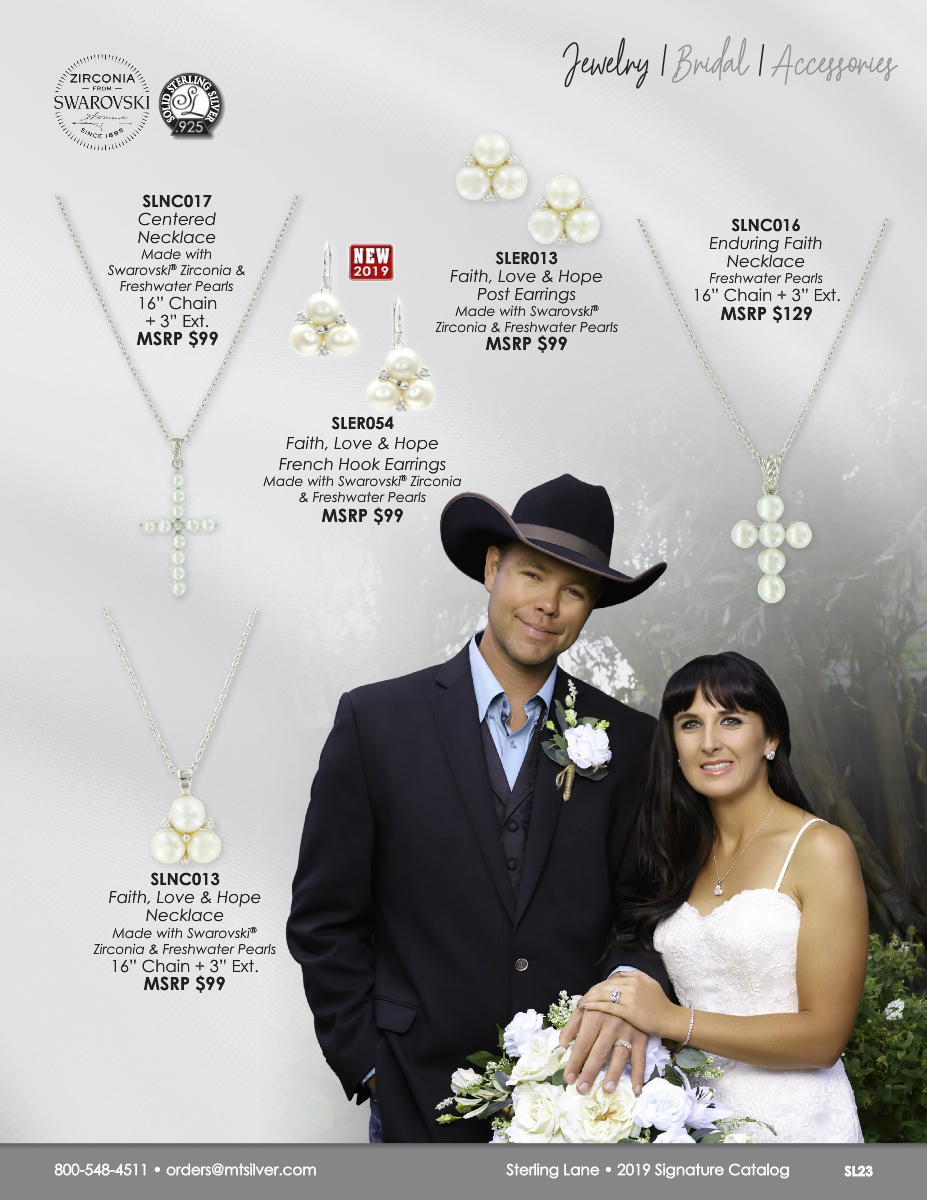 Jewelry | Bridal | Accessories
ZIRCONIA
FROM
SWAROVSKI
SINCE 1895
SOLID STERLING SILVER
SL
.925
SLNC017
Centered
Necklace
Made with
Swarovski® Zirconia &
Freshwater Pearls
16” Chain
+ 3” Ext.
MSRP $99
NEW
2019
SLER013
Faith, Love & Hope
Post Earrings
Made with Swarovski®
Zirconia & Freshwater Pearls
MSRP $99
SLNC016
Enduring Faith
Necklace
Freshwater Pearls
16” Chain + 3” Ext.
MSRP $129
SLER054
Faith, Love & Hope
French Hook Earrings
Made with Swarovski® Zirconia
& Freshwater Pearls
MSRP $99
SLNC013
Faith, Love & Hope
Necklace
Made with Swarovski®
Zirconia & Freshwater Pearls
16” Chain + 3” Ext.
MSRP $99
800-548-4511 • orders@mtsilver.com
Sterling Lane • 2019 Signature Catalog
SL23